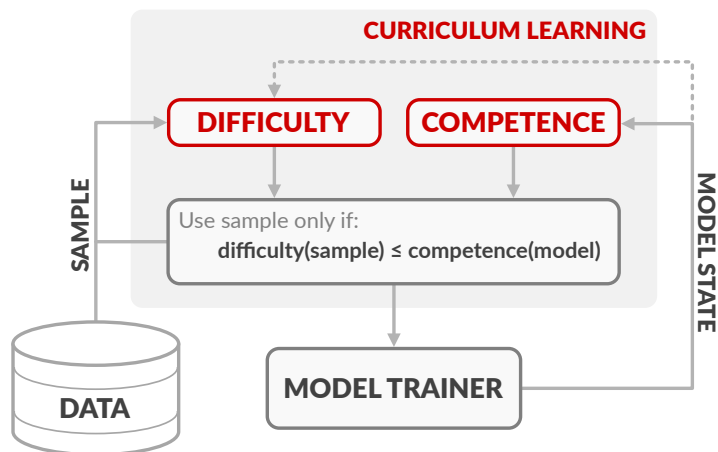 CURRICULUM LEARNING
DIFFICULTY
COMPETENCE
SAMPLE
Use sample only if:
difficulty(sample) ≤ competence(model)
MODEL STATE
MODEL TRAINER
DATA